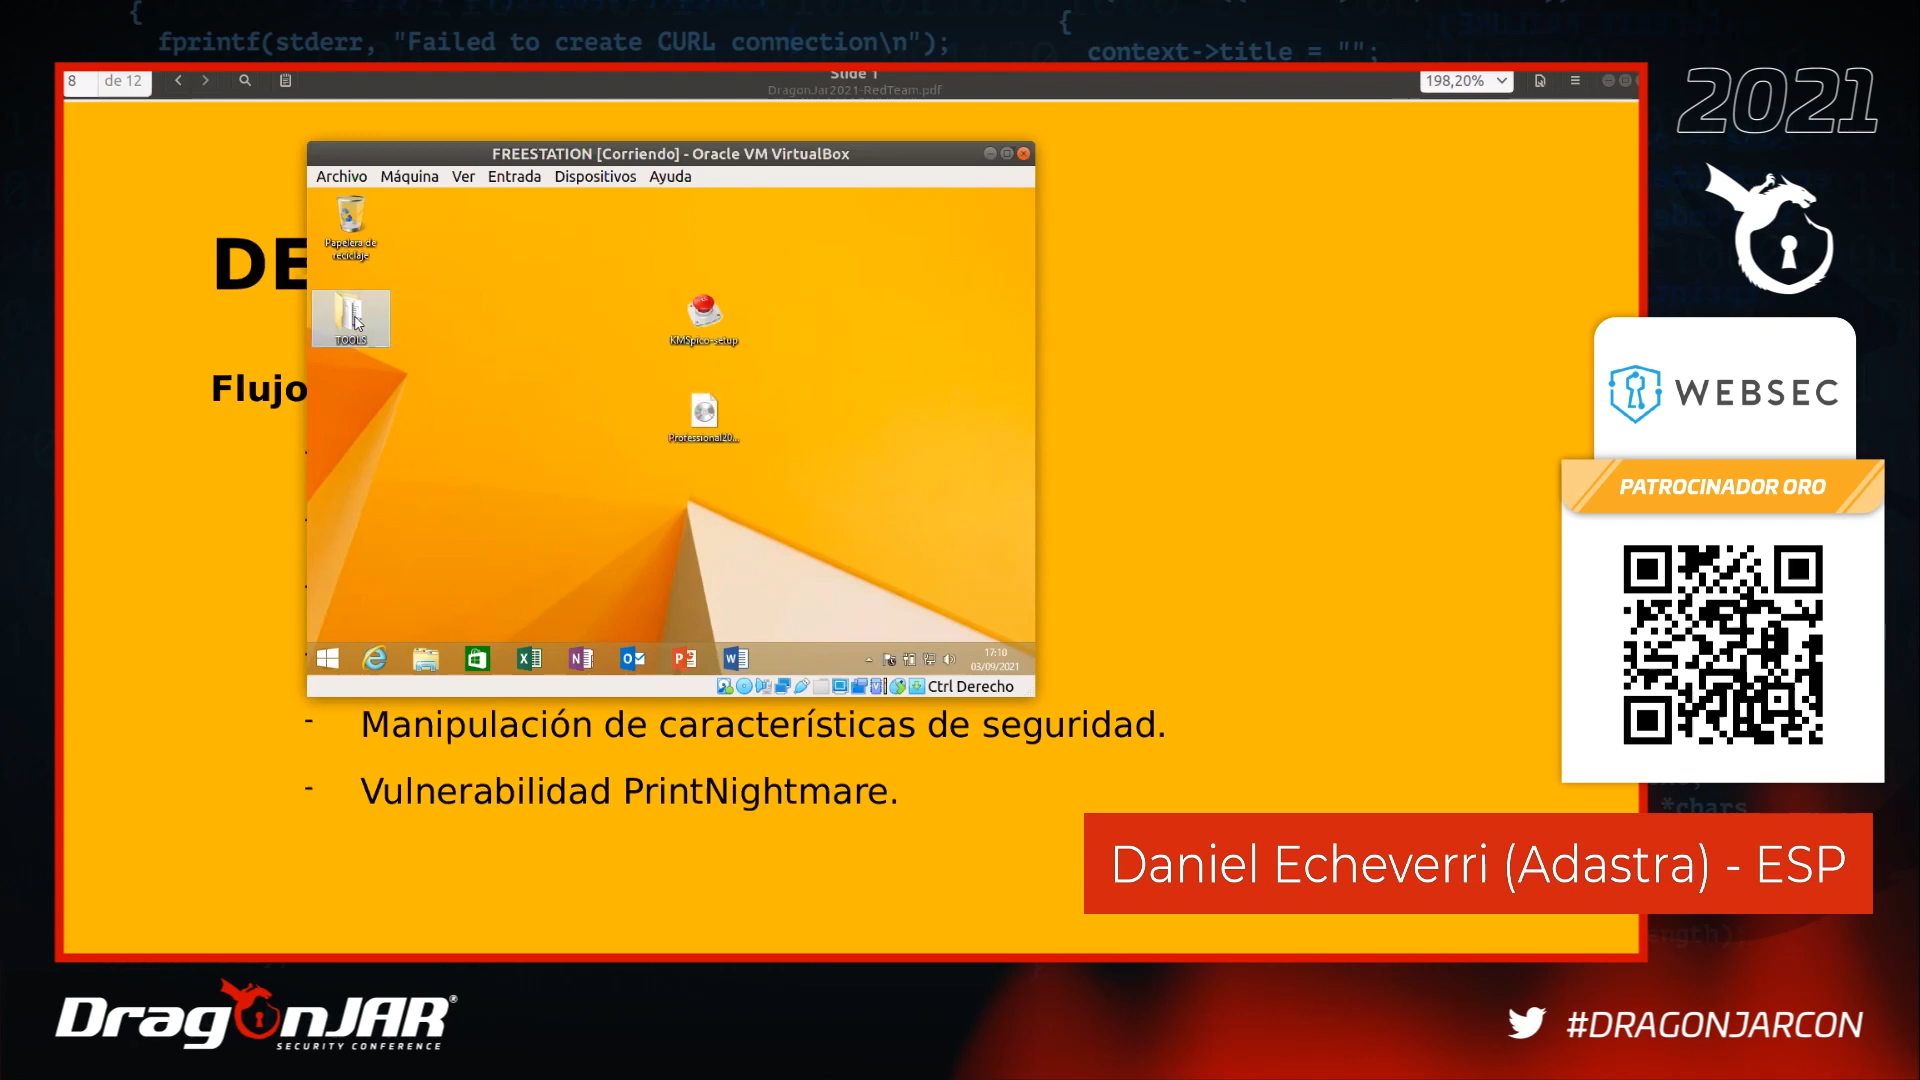 fprintf(stderr, "Failed to create CURL connection\n");
context->title = "";
8 de 12
Slide 1
DragonJar2021-RedTeam.pdf
198,20%
2021
FREESTATION [Corriendo] - Oracle VM VirtualBox
Archivo Máquina Ver Entrada Dispositivos Ayuda
Papelera de
reciclaje
TOOLS
KMSpico-setup
Professional20...
DE
Flujo
17:10
03/09/2021
Ctrl Derecho
- Manipulación de características de seguridad.
- Vulnerabilidad PrintNightmare.
WEBSEC
PATROCINADOR ORO
*chars
Daniel Echeverri (Adastra) - ESP
DragonJAR®
SECURITY CONFERENCE
#DRAGONJARCON